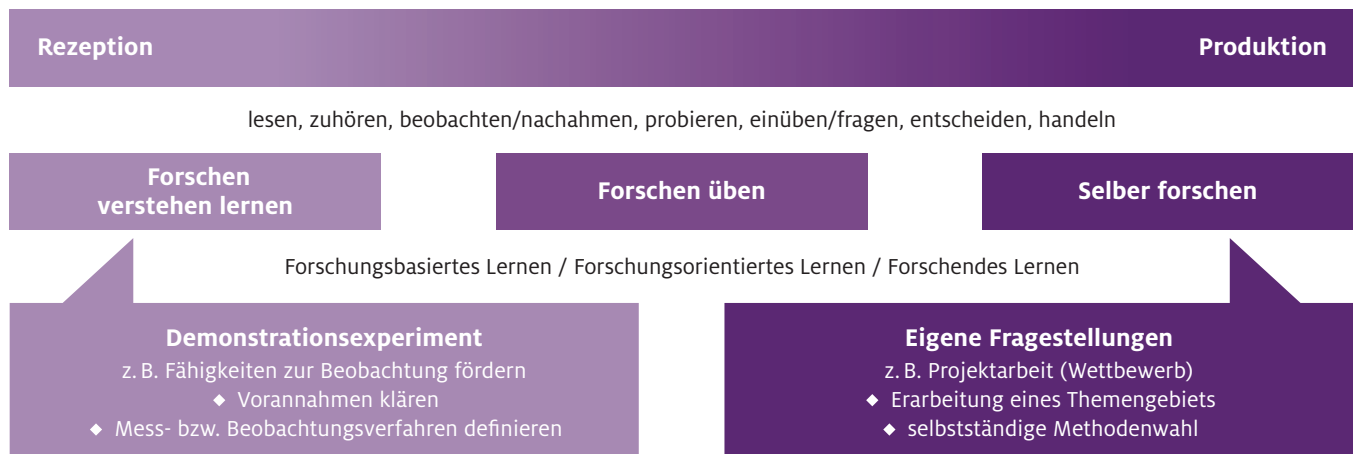 Rezeption
Produktion
lesen, zuhören, beobachten/nachahmen, probieren, einüben/fragen, entscheiden, handeln
Forschen
verstehen lernen
Forschen üben
Selber forschen
Forschungsbasiertes Lernen / Forschungsorientiertes Lernen / Forschendes Lernen
Demonstrationsexperiment
z. B. Fähigkeiten zur Beobachtung fördern
◆ Vorannahmen klären
◆ Mess- bzw. Beobachtungsverfahren definieren
Eigene Fragestellungen
z. B. Projektarbeit (Wettbewerb)
◆ Erarbeitung eines Themengebiets
◆ selbstständige Methodenwahl